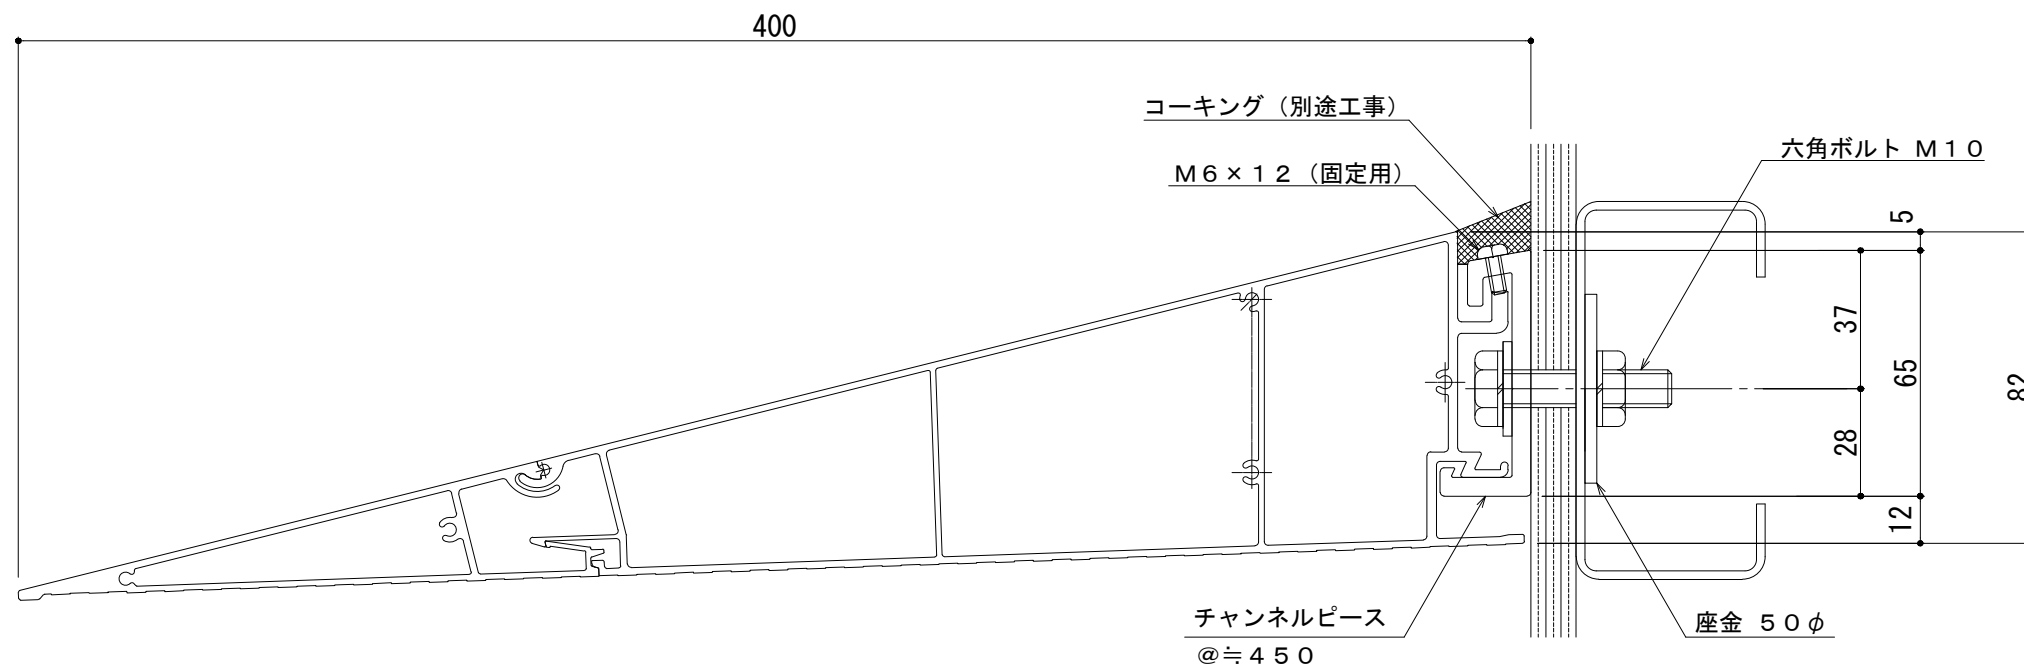 400
コーキング（別途工事）
六角ボルト Ｍ１０
Ｍ６×１２（固定用）
5
37
65
82
28
12
チャンネルピース
＠≒４５０
座金 ５０φ